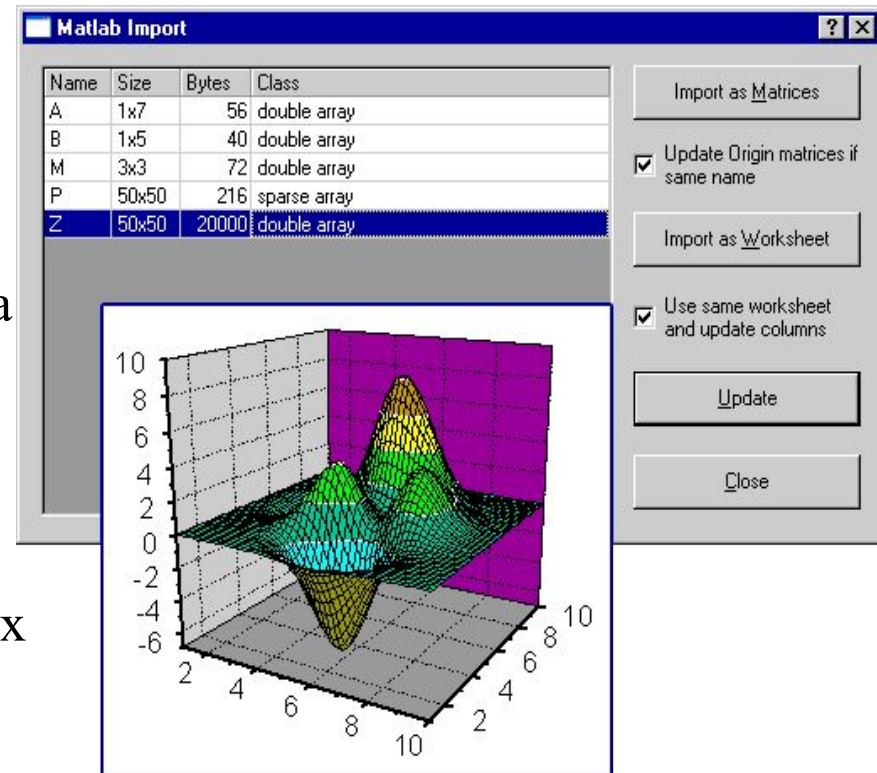 Matlab Import
Name Size Bytes Class
A 1x7 56 double array
B 1x5 40 double array
M 3x3 72 double array
P 50x50 216 sparse array
Z 50x50 20000 double array
Import as Matrices
Update Origin matrices if
same name
Import as Worksheet
Use same worksheet
and update columns
Update
Close
a
x
10
8
6
4
2
0
-2
-4
-6
2
4
6
8
10
2
4
6
8
10